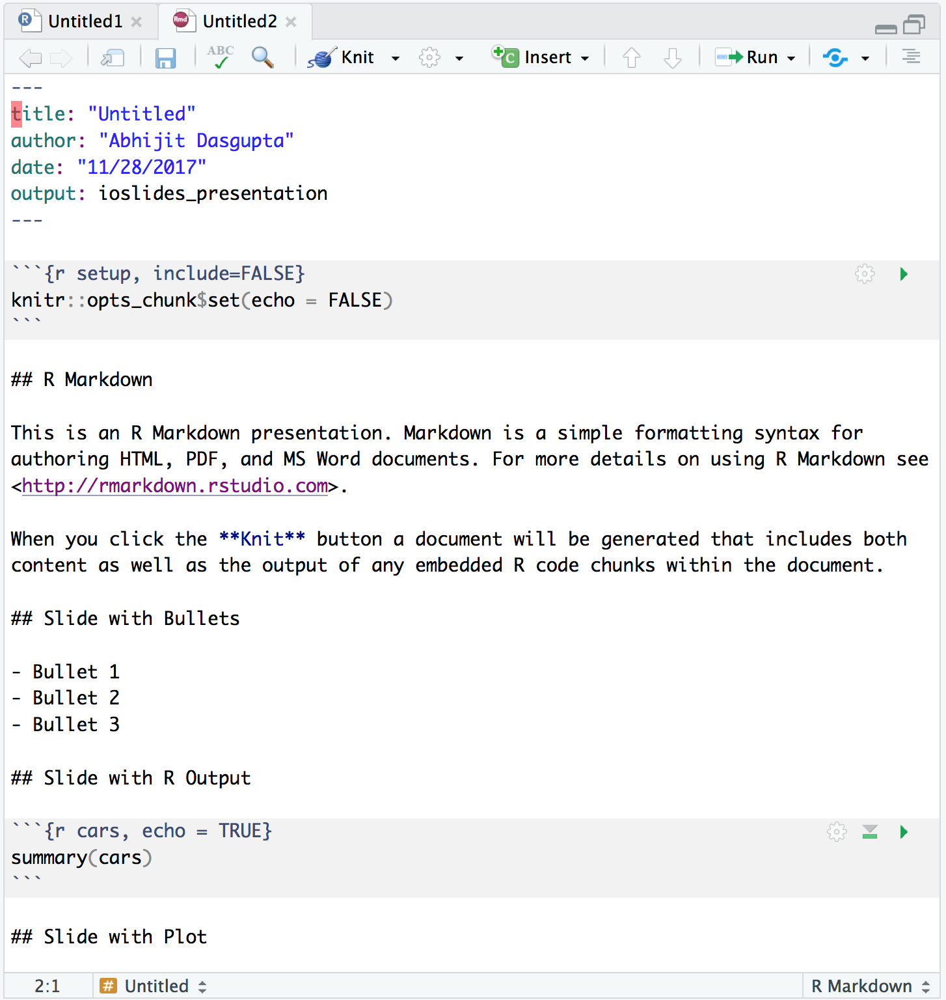 Untitled1 Untitled2
ABC Knit Insert Run
---
title: "Untitled"
author: "Abhijit Dasgupta"
date: "11/28/2017"
output: ioslides_presentation
---
```{r setup, include=FALSE}
knitr::opts_chunk$set(echo = FALSE)
```
## R Markdown
This is an R Markdown presentation. Markdown is a simple formatting syntax for
authoring HTML, PDF, and MS Word documents. For more details on using R Markdown see
<http://rmarkdown.rstudio.com>.
When you click the **Knit** button a document will be generated that includes both
content as well as the output of any embedded R code chunks within the document.
## Slide with Bullets
- Bullet 1
- Bullet 2
- Bullet 3
## Slide with R Output
```{r cars, echo = TRUE}
summary(cars)
```
## Slide with Plot
2:1 # Untitled R Markdown